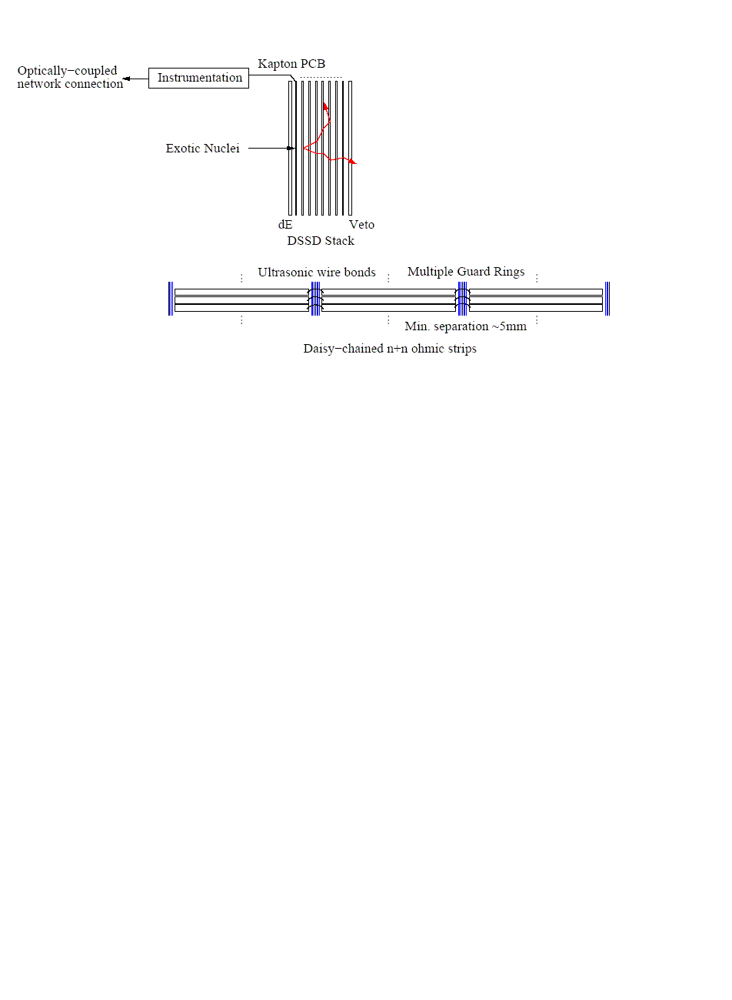 Kapton PCB
Optically−coupled
network connection
Instrumentation
Exotic Nuclei
dE
Veto
DSSD Stack
Ultrasonic wire bonds
Multiple Guard Rings
Min. separation ~5mm
Daisy−chained n+n ohmic strips